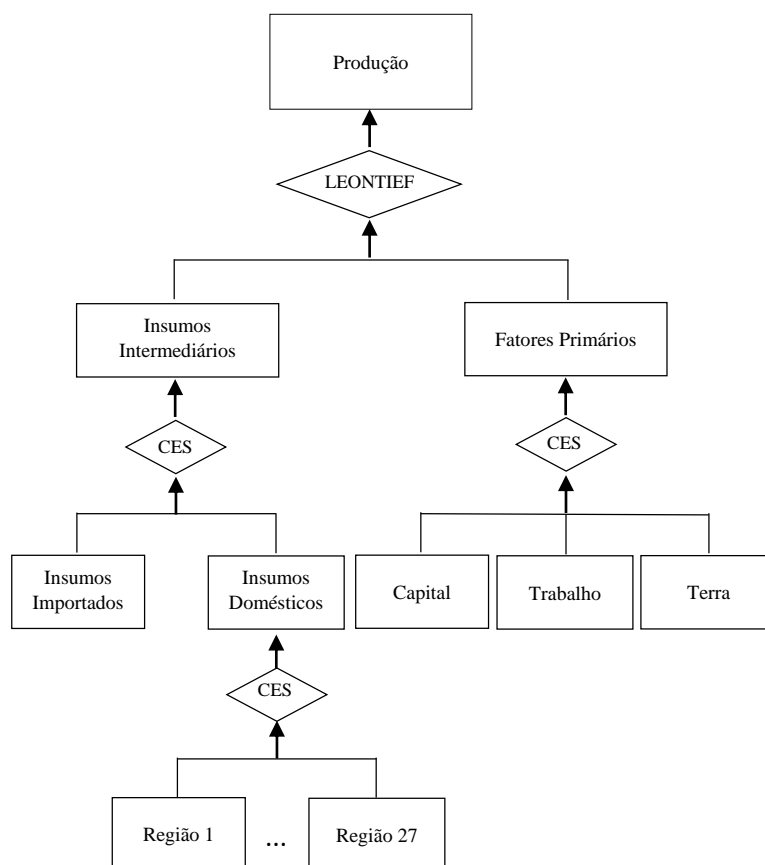 Produção
LEONTIEF
Insumos
Intermediários
Fatores Primários
CES
CES
Insumos
Importados
Insumos
Domésticos
Capital
Trabalho
Terra
CES
Região 1
...
Região 27